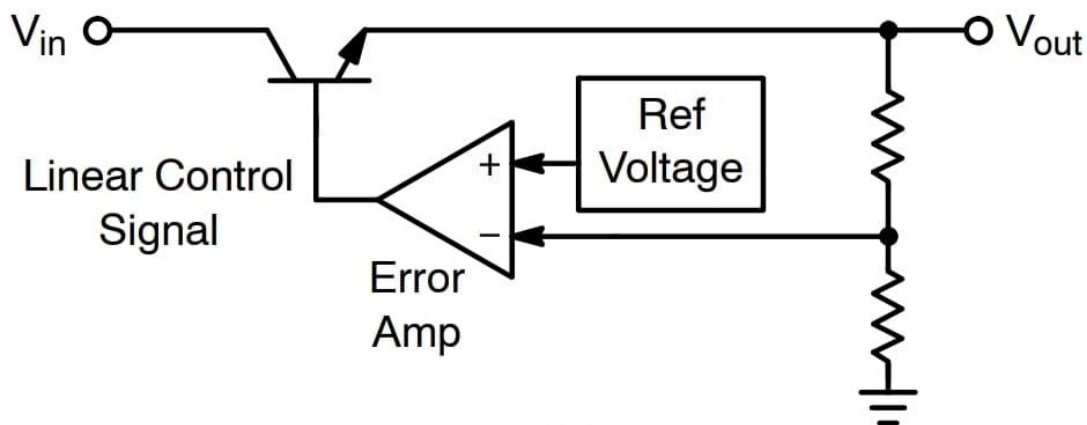 Vin
Vout
Ref
Voltage
+
−
Linear Control
Signal
Error
Amp